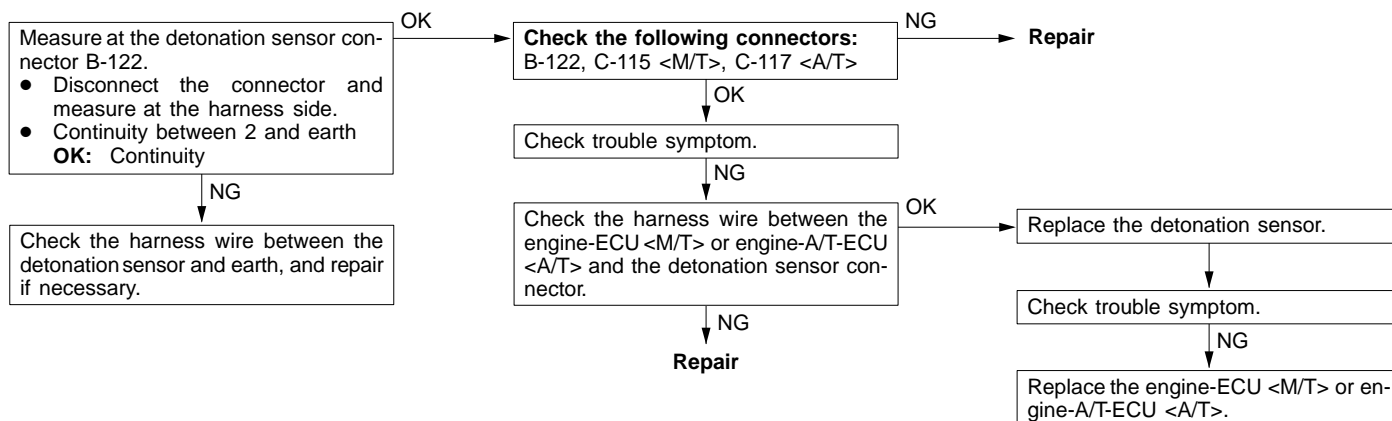 Measure at the detonation sensor con-
nector B-122.
● Disconnect the connector and
measure at the harness side.
● Continuity between 2 and earth
OK: Continuity
OK
NG
Check the harness wire between the
detonation sensor and earth, and repair
if necessary.
Check the following connectors:
B-122, C-115 <M/T>, C-117 <A/T>
NG
Repair
OK
Check trouble symptom.
NG
Check the harness wire between the
engine-ECU <M/T> or engine-A/T-ECU
<A/T> and the detonation sensor con-
nector.
NG
Repair
OK
Replace the detonation sensor.
Check trouble symptom.
NG
Replace the engine-ECU <M/T> or en-
gine-A/T-ECU <A/T>.